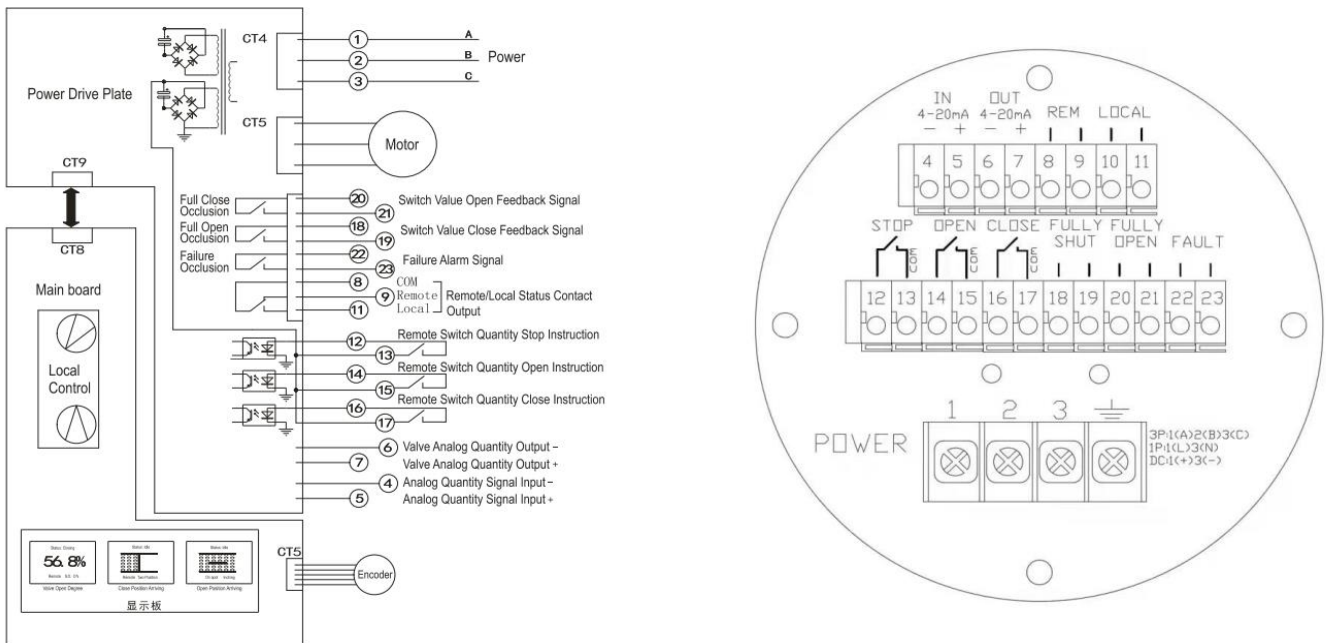 CT4
1
A
2
B
Power
3
C
Power Drive Plate
CT5
Motor
CT9
Full Close
Occlusion
20
Switch Value Open Feedback Signal
21
Full Open
Occlusion
18
Switch Value Close Feedback Signal
19
Failure
Occlusion
22
Failure Alarm Signal
23
CT8
8
COM
9
Remote
Remote/Local Status Contact
Output
11
Local
Main board
Local
Control
12
Remote Switch Quantity Stop Instruction
13
14
Remote Switch Quantity Open Instruction
15
16
Remote Switch Quantity Close Instruction
17
6
Valve Analog Quantity Output -
7
Valve Analog Quantity Output +
4
Analog Quantity Signal Input -
5
Analog Quantity Signal Input +
CT5
Encoder
56.8%
Valve Open Degree
Close Position Arriving
Open Position Arriving
显示板
IN
4-20mA
- +
OUT
4-20mA
- +
REM
LOCAL
4 5 6 7 8 9 10 11
STOP OPEN CLOSE FULLY FULLY
SHUT OPEN FAULT
12 13 14 15 16 17 18 19 20 21 22 23
1 2 3
POWER
3P:1(A)2(B)3(C)
1P:1(L)3(N)
DC:1(+)3(-)